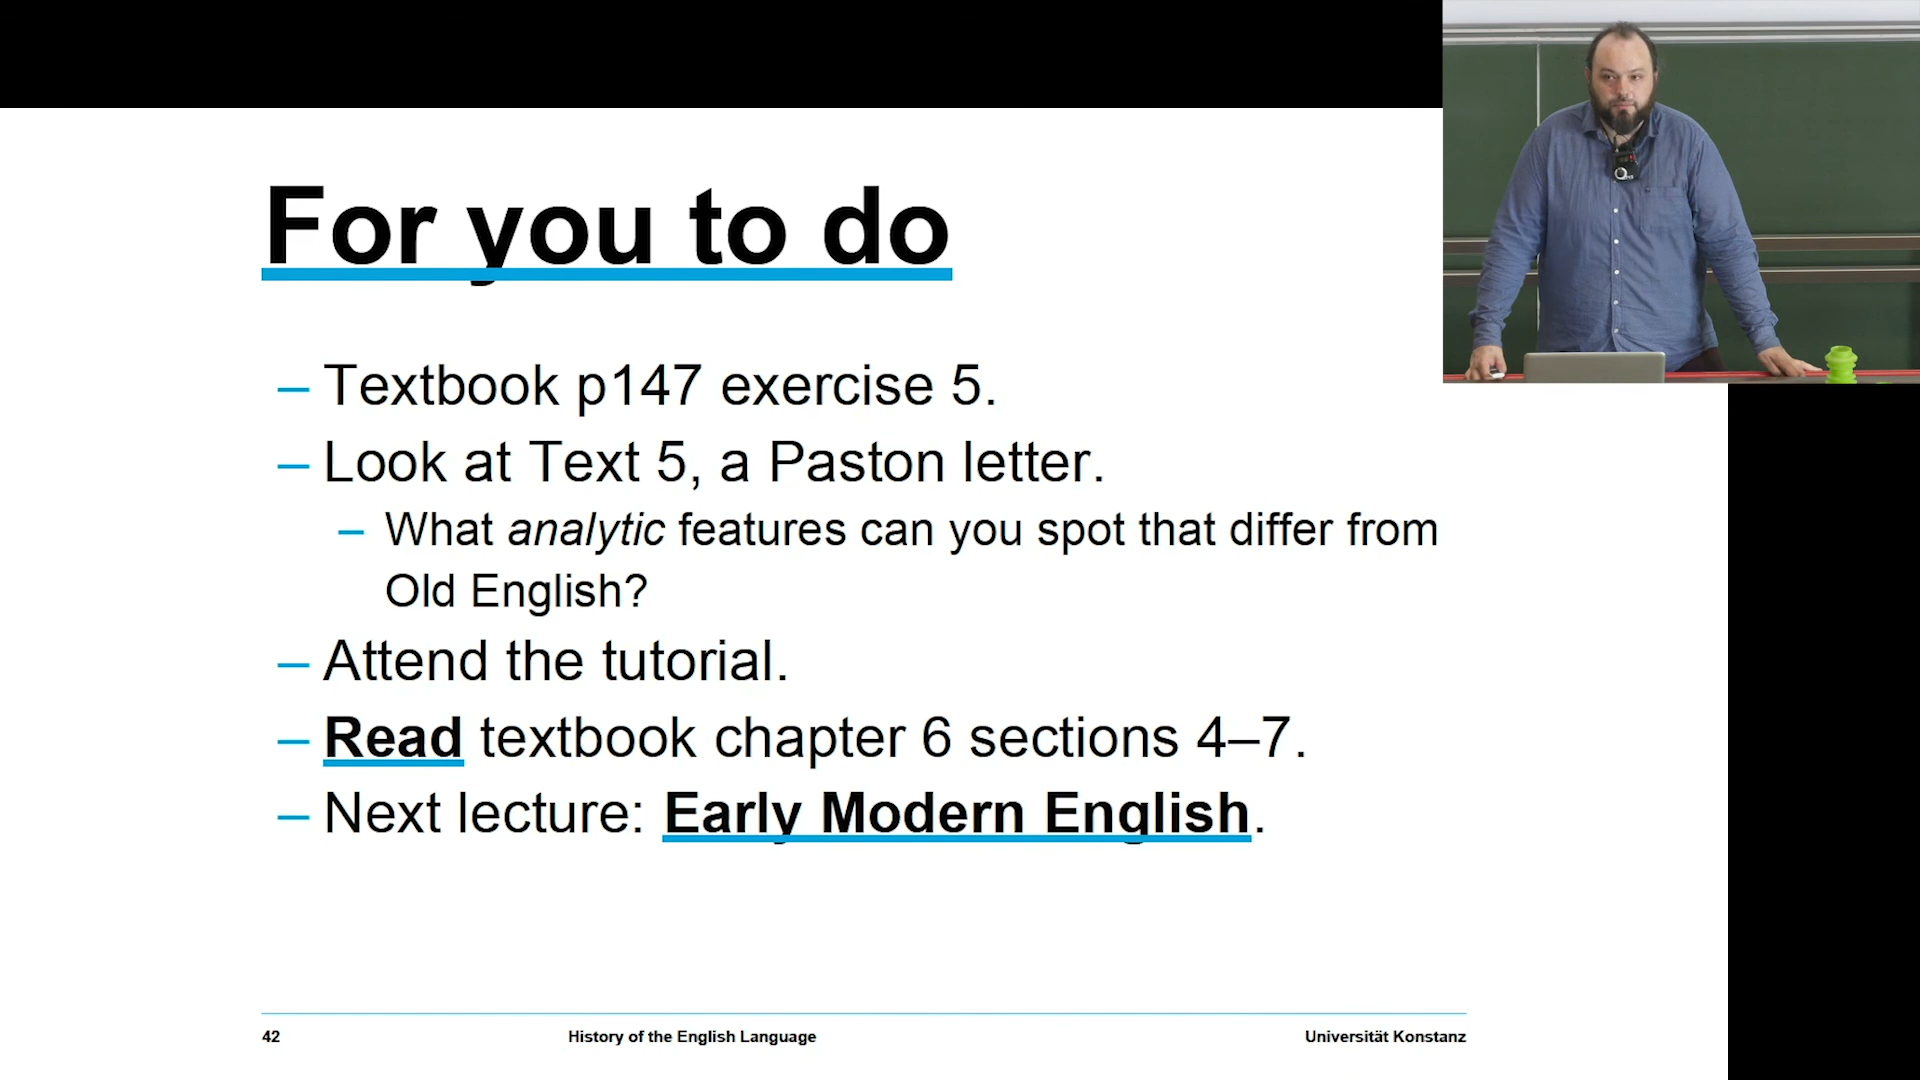 For you to do
– Textbook p147 exercise 5.
– Look at Text 5, a Paston letter.
– What analytic features can you spot that differ from
Old English?
– Attend the tutorial.
– Read textbook chapter 6 sections 4–7.
– Next lecture: Early Modern English.
42 History of the English Language Universität Konstanz